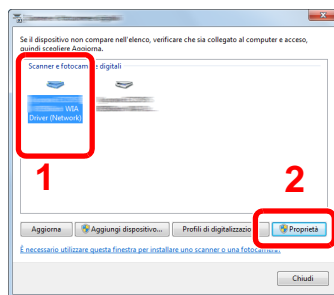 Se il dispositivo non compare nell'elenco, verificare che sia collegato al computer e acceso,
quindi scegliere Aggiorna.
Scanner e fotocam e digitali
WIA
Driver (Network)
1
2
Aggiorna
Aggiungi dispositivo...
Profili di digitalizzazio
Proprietà
È necessario utilizzare questa finestra per installare uno scanner o una fotocamera?
Chiudi